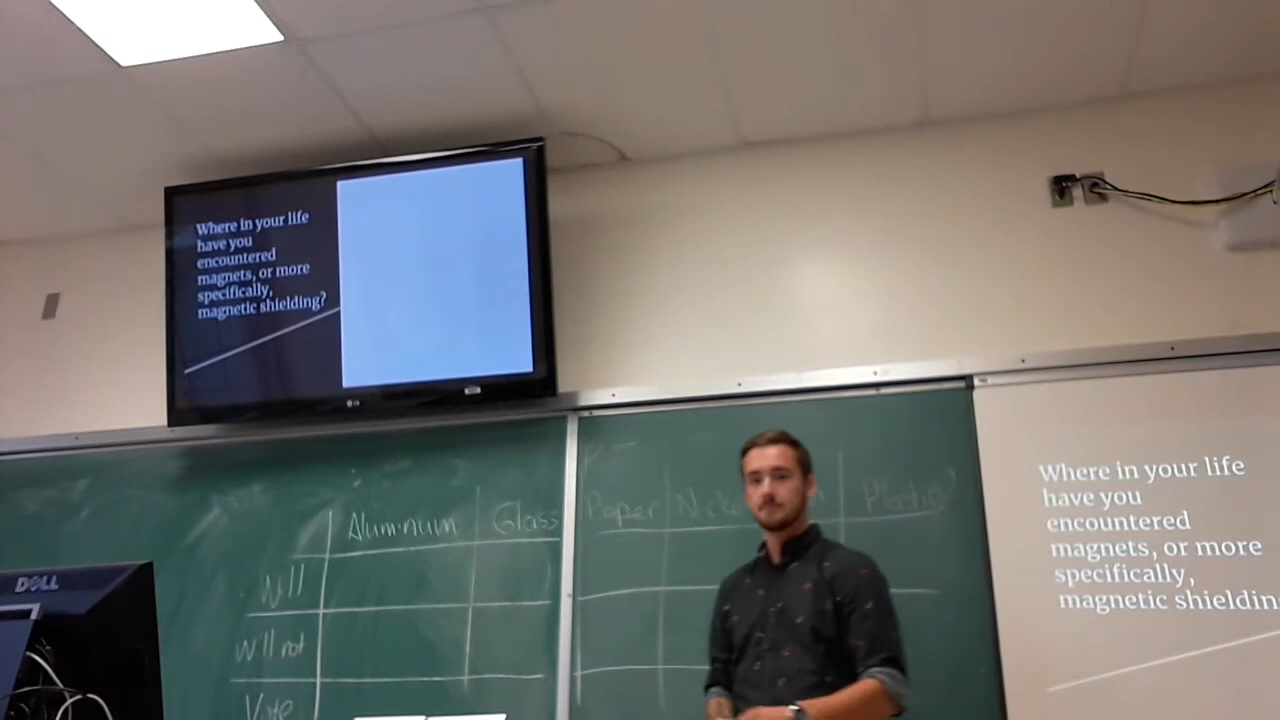 Where in your life
have you
encountered
magnets, or more
specifically,
magnetic shielding?
LG
DELL
Aluminum Glass Paper Plastic
Will
Will not
Vote
Where in your life
have you
encountered
magnets, or more
specifically,
magnetic shieldin